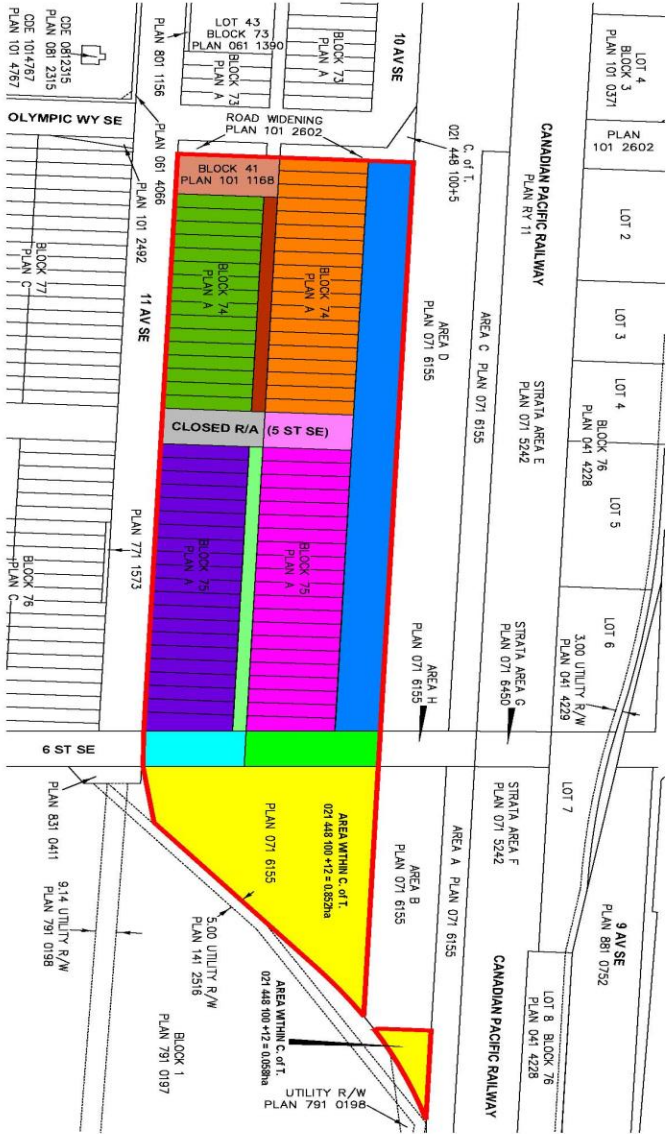 LOT 4
BLOCK 3
PLAN 101 0371
PLAN
101 2602
LOT 2
LOT 3
LOT 4
BLOCK 76
PLAN 041 4228
LOT 5
LOT 6
3.00 UTILITY R/W
PLAN 041 4229
LOT 7
9 AV SE
PLAN 881 0752
LOT 8 BLOCK 76
PLAN 041 4228
CANADIAN PACIFIC RAILWAY
PLAN RY 11
STRATA AREA E
PLAN 071 5242
STRATA AREA G
PLAN 071 6450
STRATA AREA F
PLAN 071 5242
CANADIAN PACIFIC RAILWAY
AREA C PLAN 071 6155
AREA A PLAN 071 6155
10 AV SE
C. of T.
021 448 100+5
AREA D
PLAN 071 6155
AREA H
PLAN 071 6155
AREA B
PLAN 071 6155
LOT 43
BLOCK 73
PLAN 061 1390
BLOCK 73
PLAN A
BLOCK 73
PLAN A
PLAN 801 1156
ROAD WIDENING
PLAN 101 2602
CDE 0812315
PLAN 081 2315
CDE 1014767
PLAN 101 4767
OLYMPIC WY SE
PLAN 061 4066
PLAN 101 2492
BLOCK 41
PLAN 101 1168
BLOCK 74
PLAN A
BLOCK 74
PLAN A
CLOSED R/A (5 ST SE)
BLOCK 75
PLAN A
BLOCK 75
PLAN A
BLOCK 77
PLAN C
11 AV SE
PLAN 771 1573
BLOCK 76
PLAN C
6 ST SE
AREA WITHIN C. of T.
021 448 100 +12 = 0.852ha
PLAN 071 6155
PLAN 831 0411
9.14 UTILITY R/W
PLAN 791 0198
5.00 UTILITY R/W
PLAN 141 2516
AREA WITHIN C. of T.
021 448 100 +12 = 0.058ha
BLOCK 1
PLAN 791 0197
UTILITY R/W
PLAN 791 0198